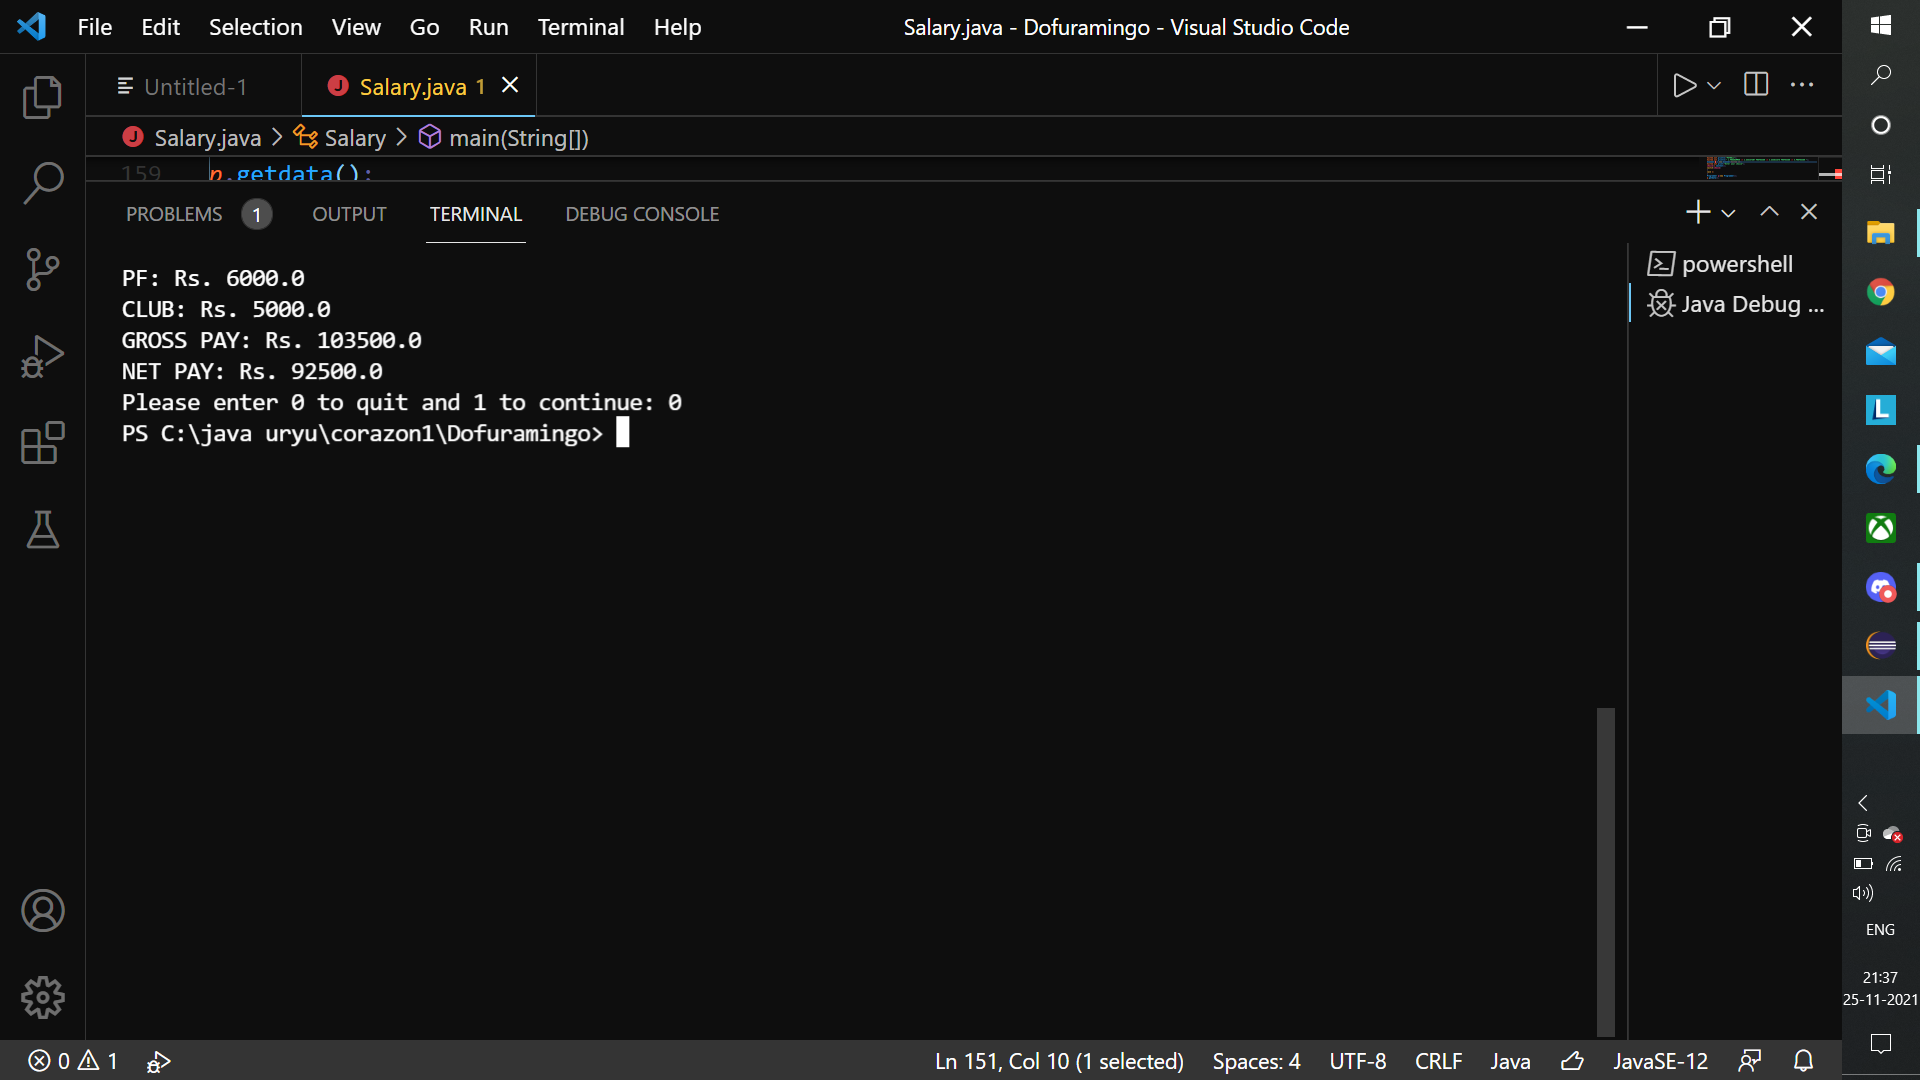 File Edit Selection View Go Run Terminal Help
Salary.java - Dofuramingo - Visual Studio Code
Untitled-1
J Salary.java 1
J Salary.java > Salary > main(String[])
159 n.getdata();
PROBLEMS 1 OUTPUT TERMINAL DEBUG CONSOLE
PF: Rs. 6000.0
CLUB: Rs. 5000.0
GROSS PAY: Rs. 103500.0
NET PAY: Rs. 92500.0
Please enter 0 to quit and 1 to continue: 0
PS C:\java uryu\corazon1\Dofuramingo>
powershell
Java Debug ...
L
ENG
21:37
25-11-2021
0 1
Ln 151, Col 10 (1 selected) Spaces: 4 UTF-8 CRLF Java JavaSE-12